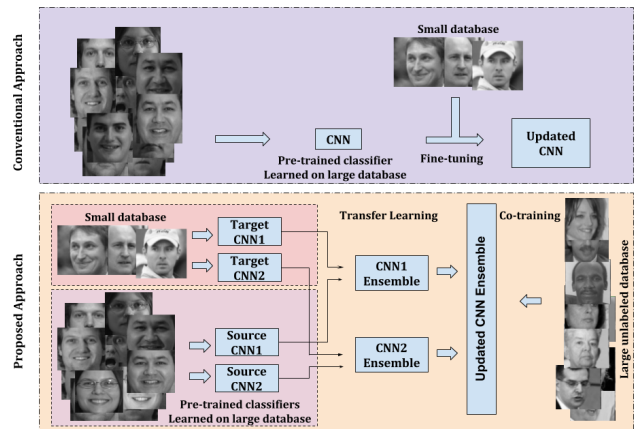 Conventional Approach
Small database
CNN
Pre-trained classifier
Learned on large database
Fine-tuning
Updated
CNN
Proposed Approach
Small database
Target
CNN1
Target
CNN2
Source
CNN1
Source
CNN2
Pre-trained classifiers
Learned on large database
Transfer Learning
CNN1
Ensemble
CNN2
Ensemble
Updated CNN Ensemble
Co-training
Large unlabeled database